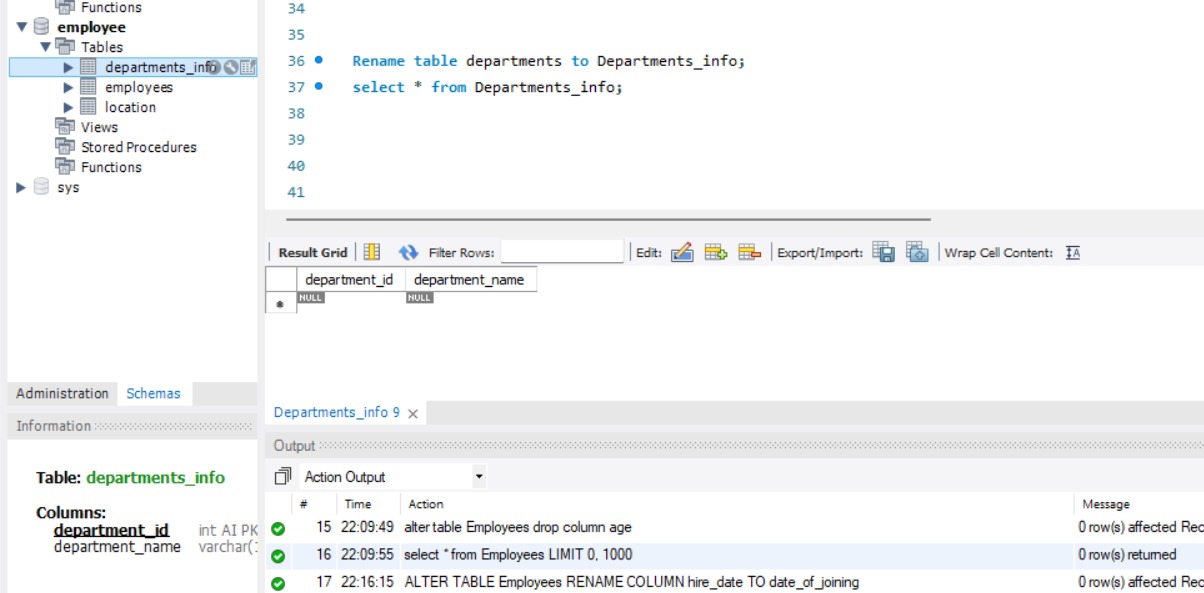 Functions
employee
Tables
departments_info
employees
location
Views
Stored Procedures
Functions
sys
Administration Schemas
Information
Table: departments_info
Columns:
department_id int AI PK
department_name varchar(
34
35
36 Rename table departments to Departments_info;
37 select * from Departments_info;
38
39
40
41
Result Grid Filter Rows: Edit: Export/Import: Wrap Cell Content:
department_id department_name
* NULL NULL
Departments_info 9
Output
Action Output
# Time Action Message
15 22:09:49 alter table Employees drop column age 0 row(s) affected Rec
16 22:09:55 select * from Employees LIMIT 0, 1000 0 row(s) returned
17 22:16:15 ALTER TABLE Employees RENAME COLUMN hire_date TO date_of_joining 0 row(s) affected Rec